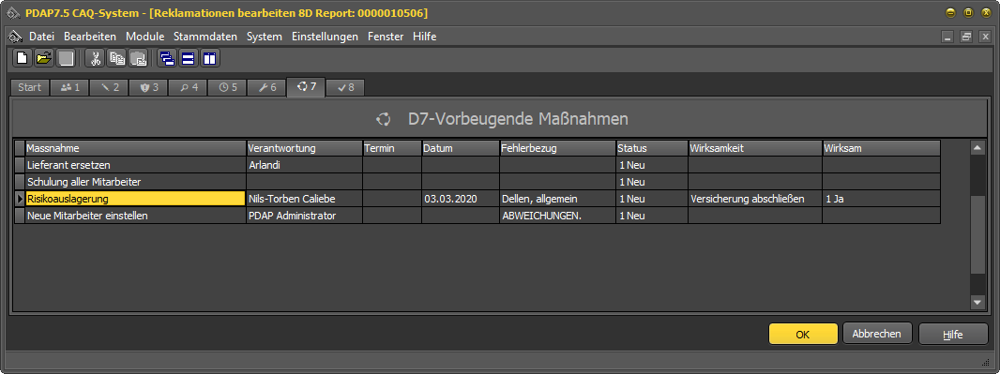 PDAP7.5 CAQ-System - [Reklamationen bearbeiten 8D Report: 0000010506]
Datei Bearbeiten Module Stammdaten System Einstellungen Fenster Hilfe
Start 1 2 3 4 5 6 7 8
D7-Vorbeugende Maßnahmen
Massnahme Verantwortung Termin Datum Fehlerbezug Status Wirksamkeit Wirksam
Lieferant ersetzen Arlandi 1 Neu
Schulung aller Mitarbeiter 1 Neu
Risikoauslagerung Nils-Torben Caliebe 03.03.2020 Dellen, allgemein 1 Neu Versicherung abschließen 1 Ja
Neue Mitarbeiter einstellen PDAP Administrator ABWEICHUNGEN. 1 Neu
OK Abbrechen Hilfe